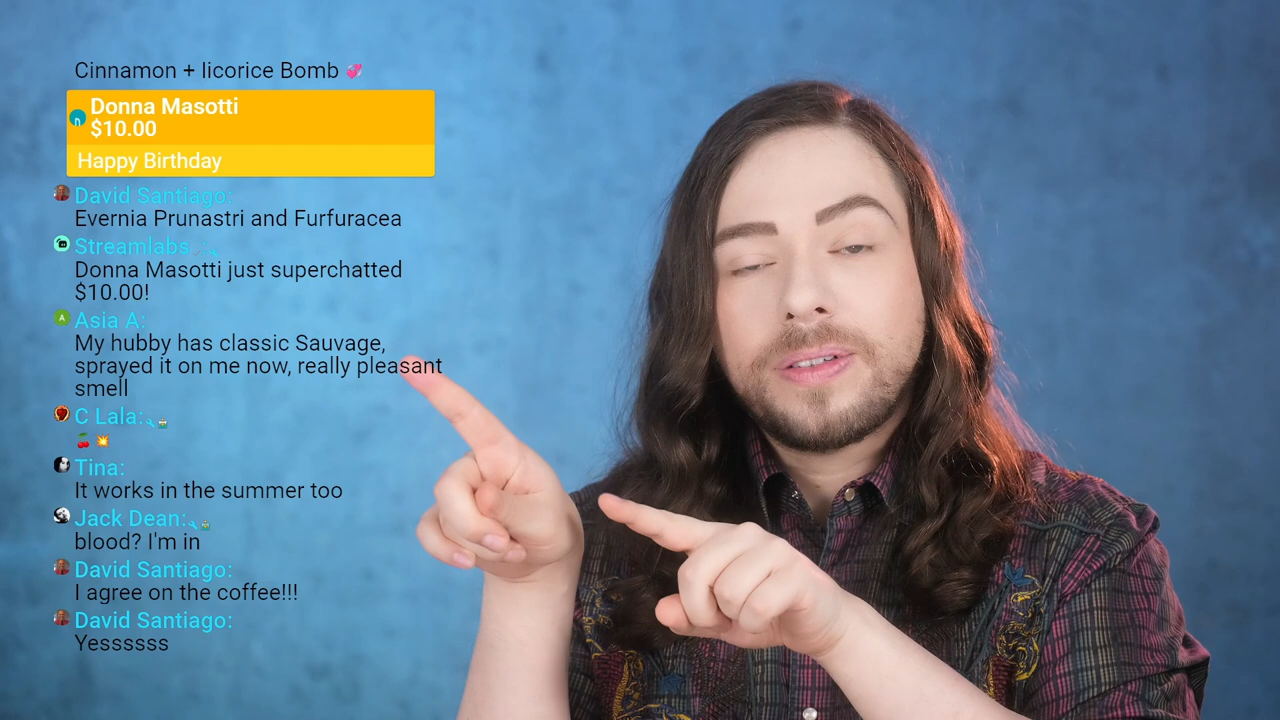 Cinnamon + licorice Bomb 💞
Donna Masotti
$10.00
Happy Birthday
David Santiago:
Evernia Prunastri and Furfuracea
Streamlabs :
Donna Masotti just superchatted
$10.00!
Asia A:
My hubby has classic Sauvage,
sprayed it on me now, really pleasant
smell
C Lala:
🍒 💥
Tina:
It works in the summer too
Jack Dean:
blood? I'm in
David Santiago:
I agree on the coffee!!!
David Santiago:
Yessssss